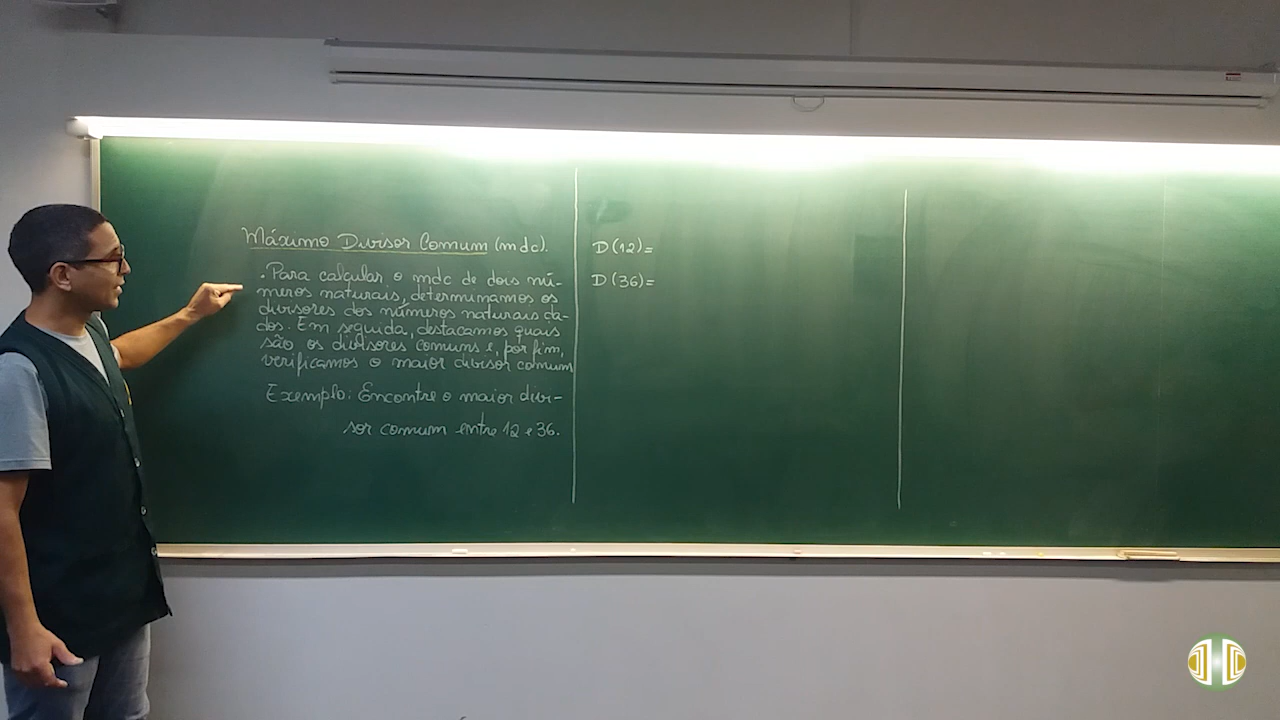 Máximo Divisor Comum (mdc).
. Para calcular o mdc de dois nú-
meros naturais, determinamos os
divisores dos números naturais da-
dos. Em seguida, destacamos quais
são os divisores comuns e, por fim,
verificamos o maior divisor comum
Exemplo: Encontre o maior divi-
sor comum entre 12 e 36.
D(12)=
D(36)=